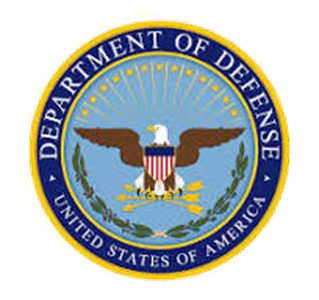 DEPARTMENT OF DEFENSE
UNITED STATES OF AMERICA